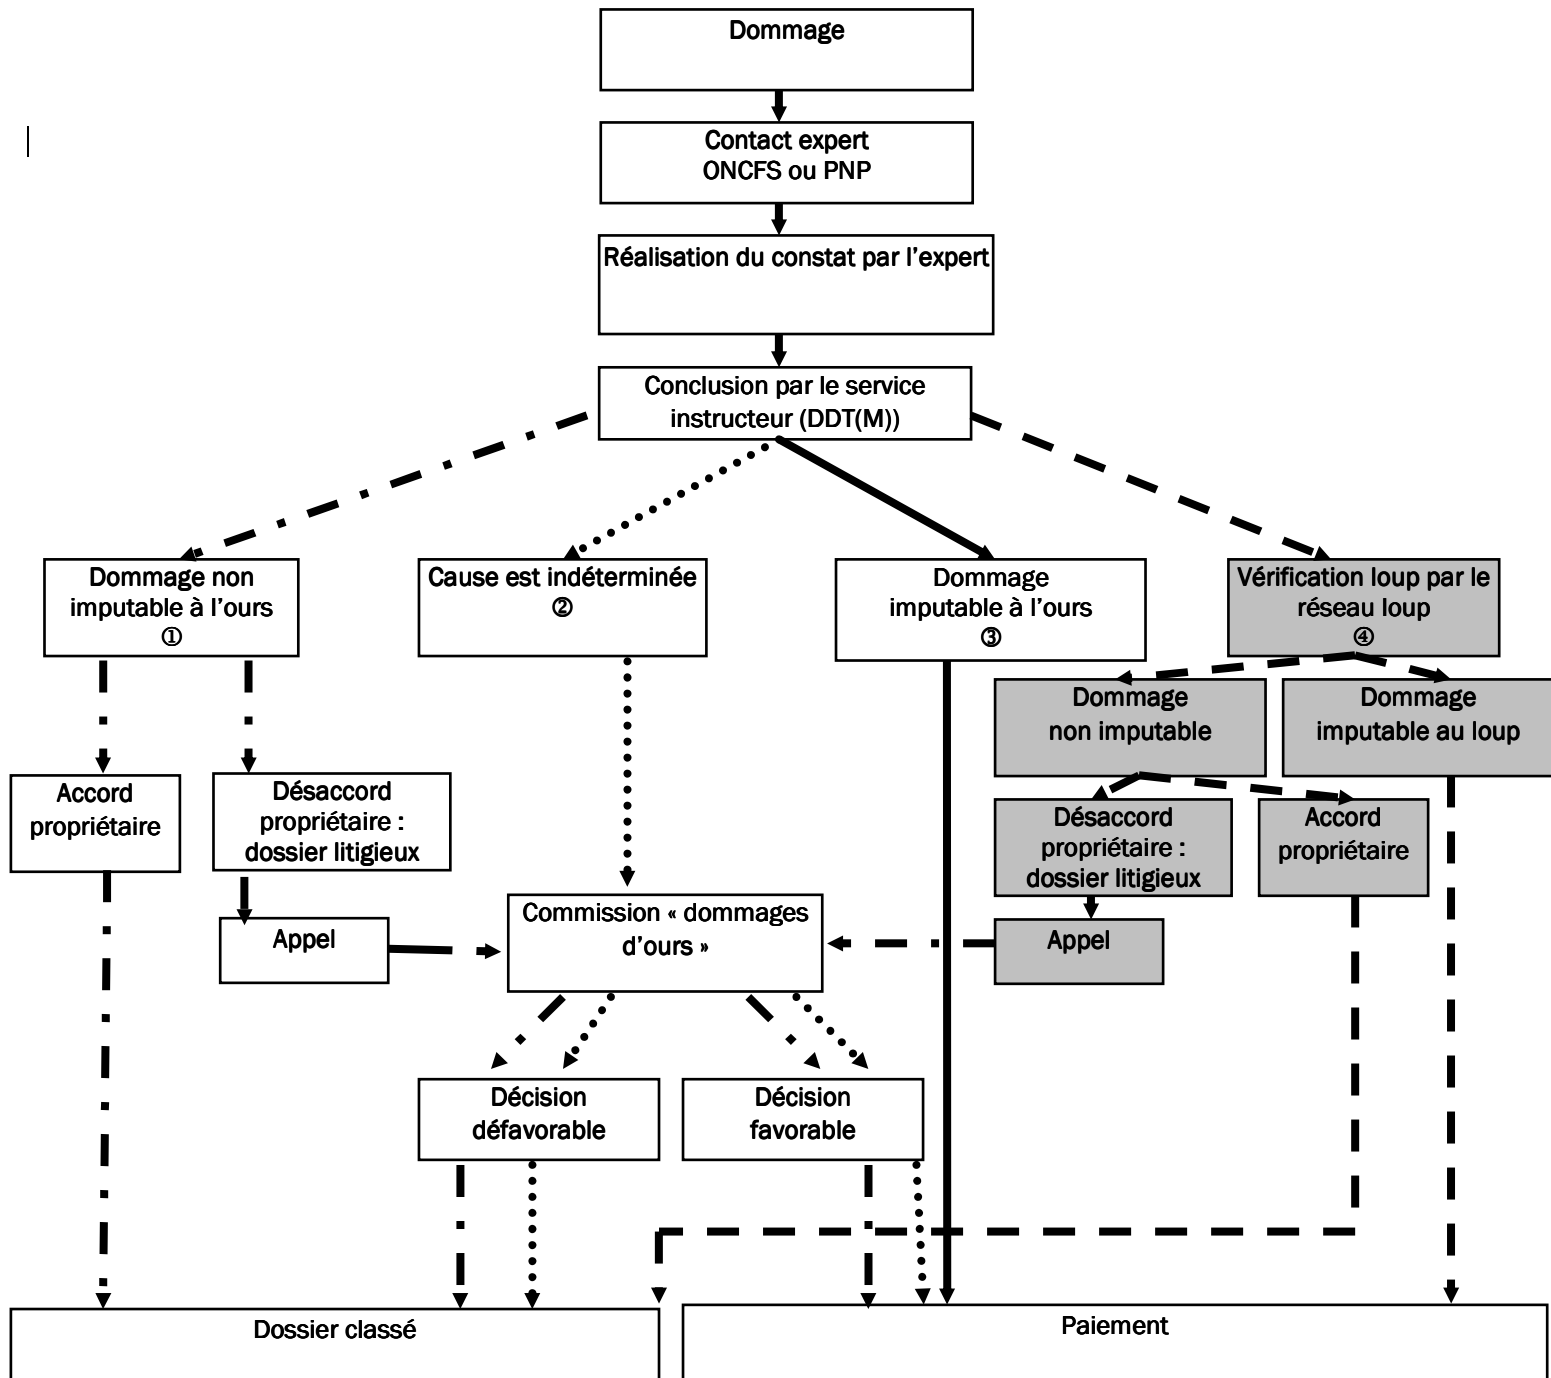 Dommage
Contact expert
ONCFS ou PNP
Réalisation du constat par l'expert
Conclusion par le service
instructeur (DDT(M))
Dommage non
imputable à l'ours
①
Cause est indéterminée
②
Dommage
imputable à l'ours
③
Vérification loup par le
réseau loup
④
Dommage
non imputable
Dommage
imputable au loup
Accord
propriétaire
Désaccord
propriétaire :
dossier litigieux
Désaccord
propriétaire :
dossier litigieux
Accord
propriétaire
Appel
Commission « dommages
d'ours »
Appel
Décision
défavorable
Décision
favorable
Dossier classé
Paiement